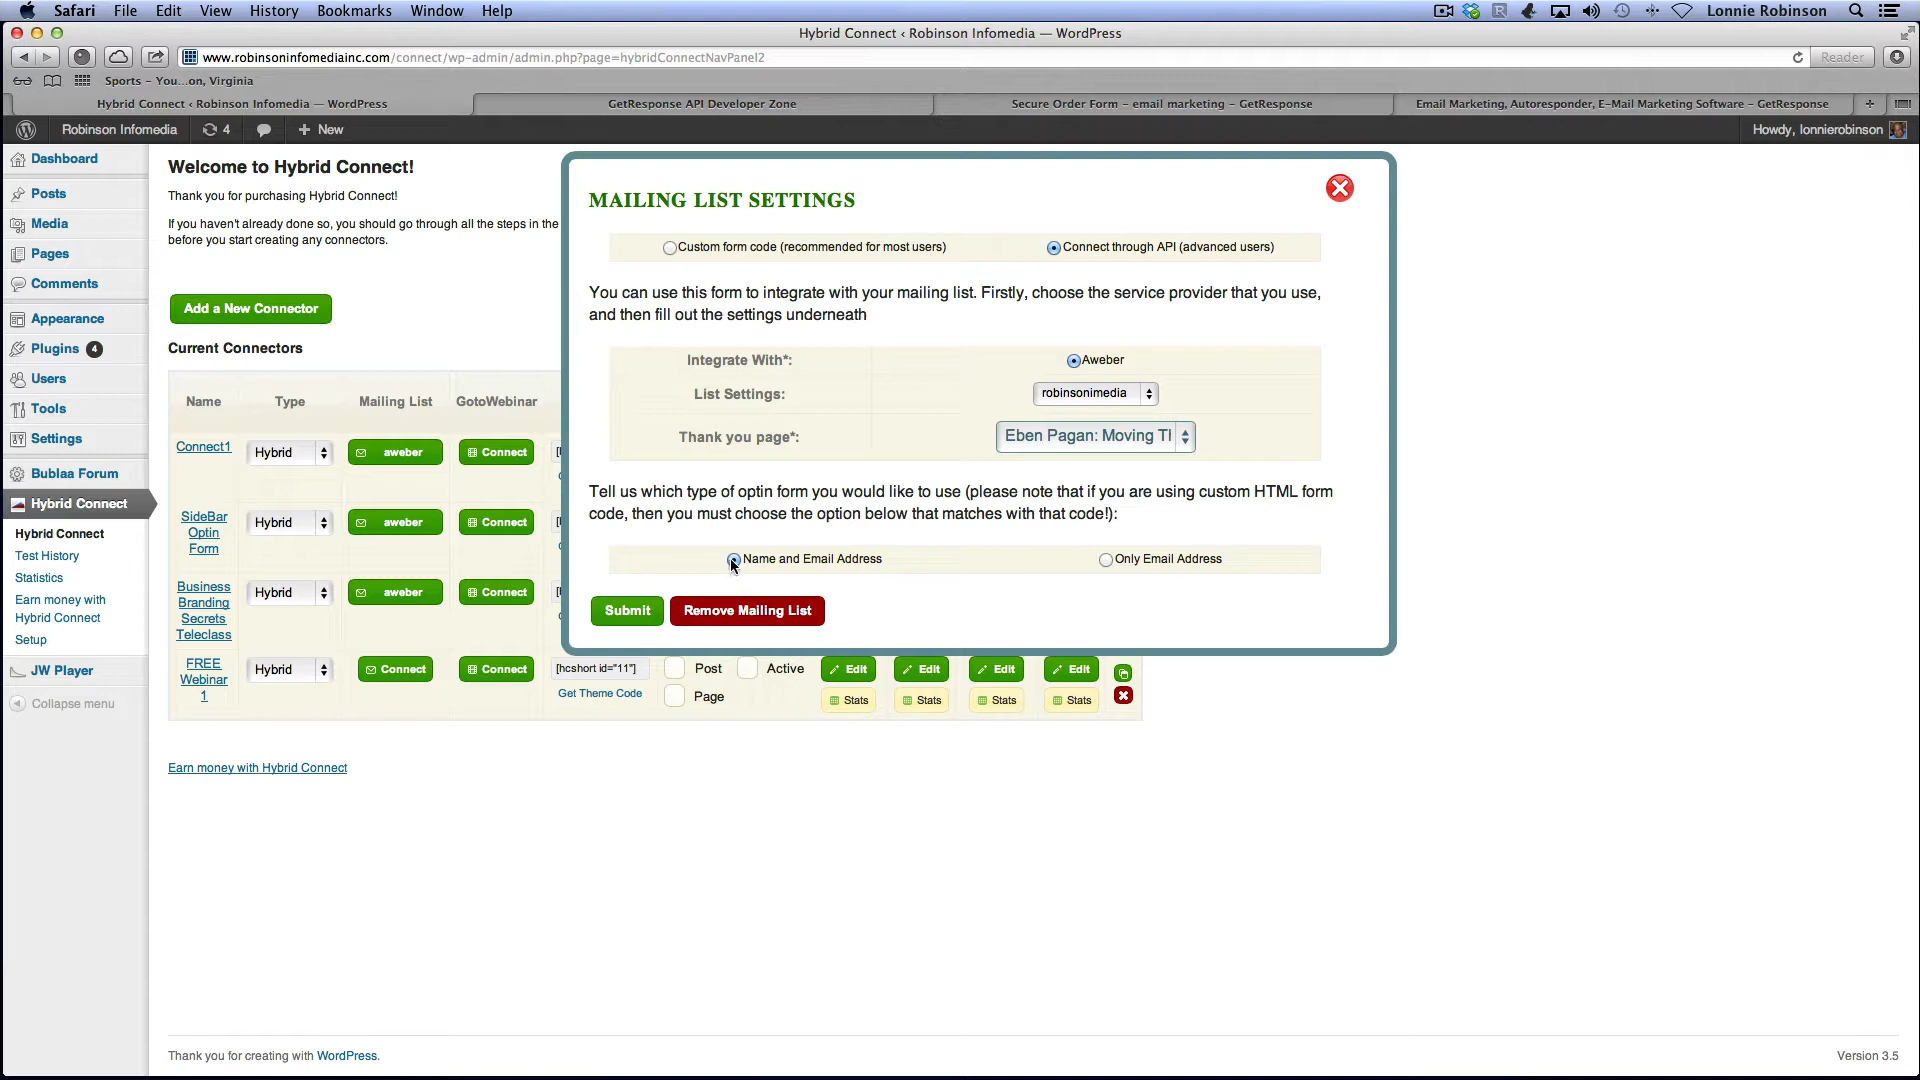 Safari File Edit View History Bookmarks Window Help
Lonnie Robinson
Hybrid Connect ‹ Robinson Infomedia — WordPress
www.robinsoninfomediainc.com/connect/wp-admin/admin.php?page=hybridConnectNavPanel2
Reader
Sports – You...on, Virginia
Hybrid Connect ‹ Robinson Infomedia — WordPress
GetResponse API Developer Zone
Secure Order Form – email marketing – GetResponse
Email Marketing, Autoresponder, E-Mail Marketing Software – GetResponse
+
Robinson Infomedia 4 + New
Howdy, lonnierobinson
Dashboard
Posts
Media
Pages
Comments
Appearance
Plugins 4
Users
Tools
Settings
Bublaa Forum
Hybrid Connect
Hybrid Connect
Test History
Statistics
Earn money with
Hybrid Connect
Setup
JW Player
Collapse menu
Welcome to Hybrid Connect!
Thank you for purchasing Hybrid Connect!
If you haven't already done so, you should go through all the steps in the
before you start creating any connectors.
Add a New Connector
Current Connectors
Name Type Mailing List GotoWebinar
Connect1 Hybrid aweber Connect
SideBar
Optin
Form
Hybrid aweber Connect
Business
Branding
Secrets
Teleclass
Hybrid aweber Connect
FREE
Webinar
1
Hybrid Connect Connect [hcshort id="11"] Post Active Edit Edit Edit Edit
Get Theme Code Page Stats Stats Stats Stats
Earn money with Hybrid Connect
MAILING LIST SETTINGS
Custom form code (recommended for most users) Connect through API (advanced users)
You can use this form to integrate with your mailing list. Firstly, choose the service provider that you use,
and then fill out the settings underneath
Integrate With*: Aweber
List Settings: robinsonimedia
Thank you page*: Eben Pagan: Moving Tl
Tell us which type of optin form you would like to use (please note that if you are using custom HTML form
code, then you must choose the option below that matches with that code!):
Name and Email Address Only Email Address
Submit Remove Mailing List
Thank you for creating with WordPress.
Version 3.5